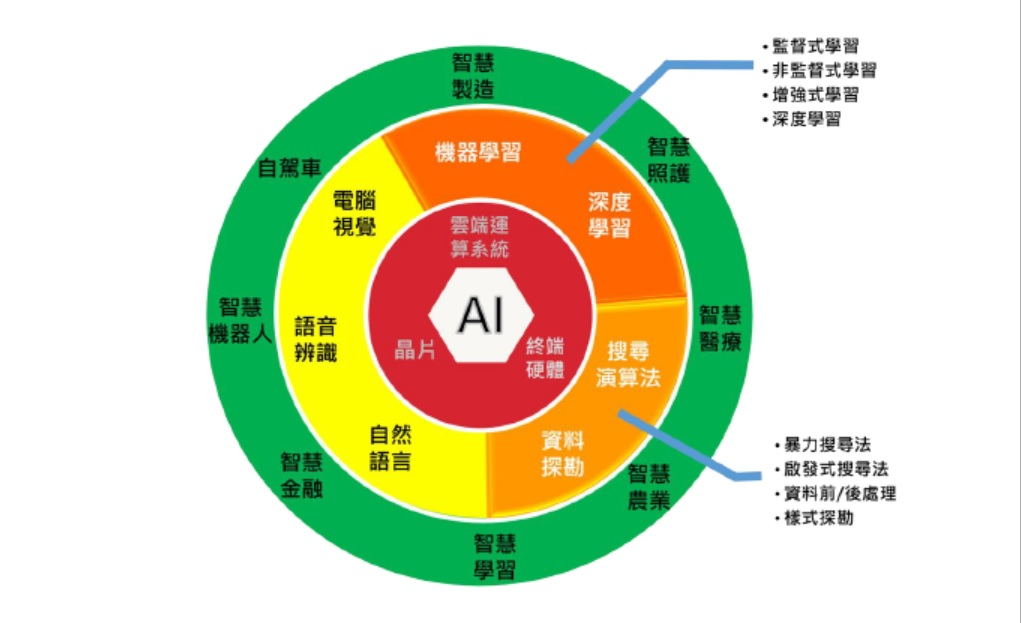 智慧
製造
自駕車
智慧
照護
智慧
機器人
智慧
醫療
智慧
金融
智慧
農業
智慧
學習
機器學習
深度
學習
電腦
視覺
語音
辨識
自然
語言
搜尋
演算法
資料
探勘
雲端運
算系統
AI
晶片
終端
硬體
•監督式學習
•非監督式學習
•增強式學習
•深度學習
•暴力搜尋法
•啟發式搜尋法
•資料前/後處理
•樣式探勘